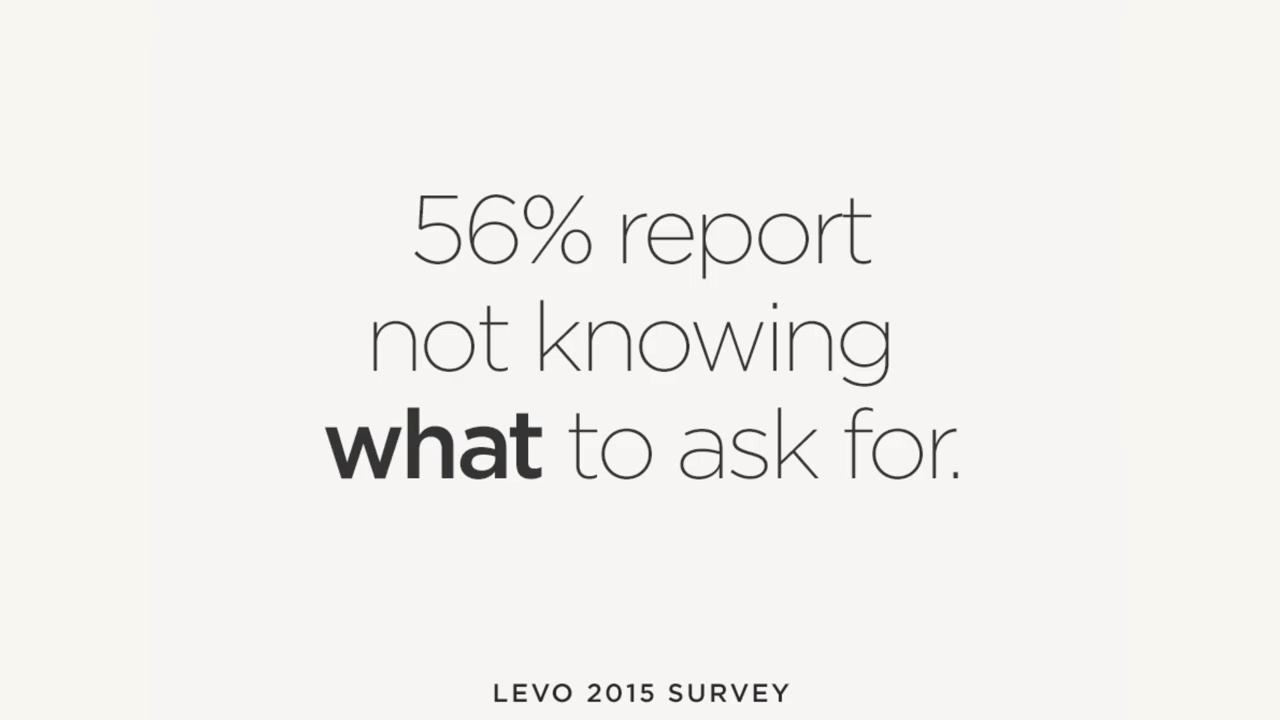 56% report
not knowing
what to ask for.
LEVO 2015 SURVEY